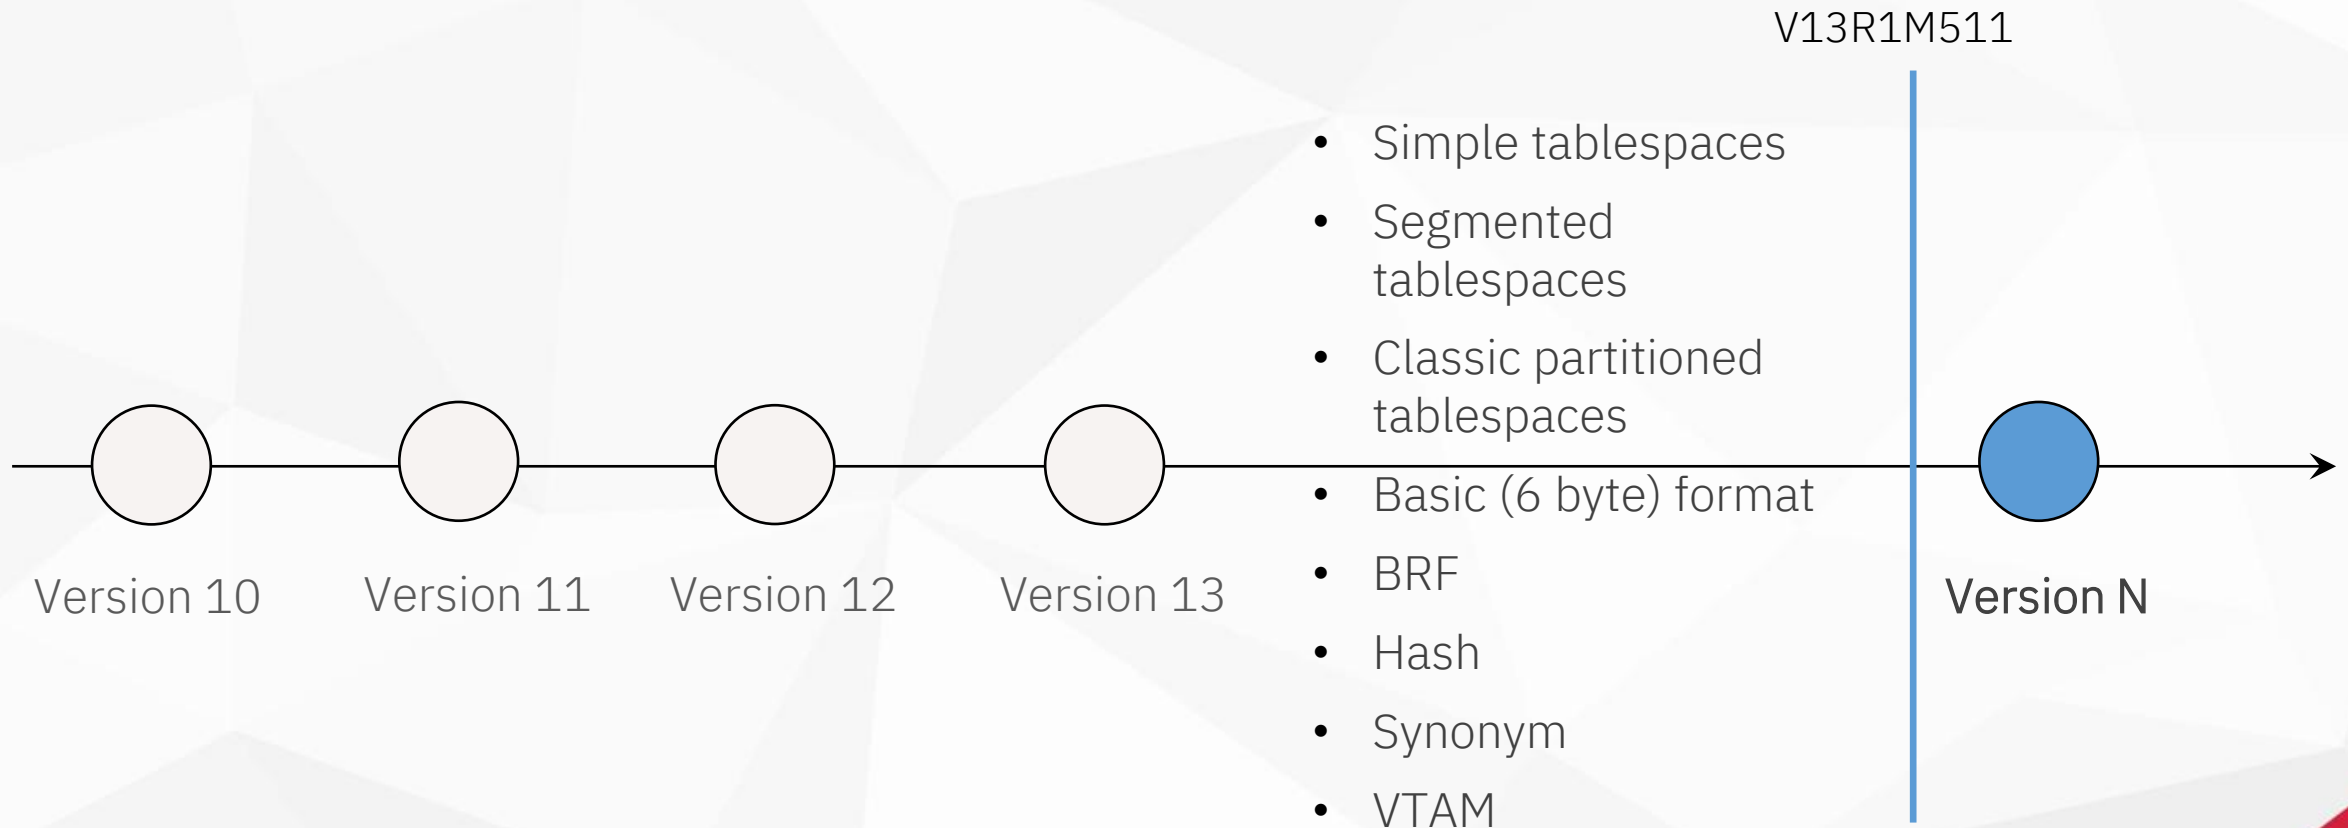 V13R1M511
• Simple tablespaces
• Segmented
tablespaces
• Classic partitioned
tablespaces
• Basic (6 byte) format
• BRF
• Hash
• Synonym
• VTAM
Version 10
Version 11
Version 12
Version 13
Version N